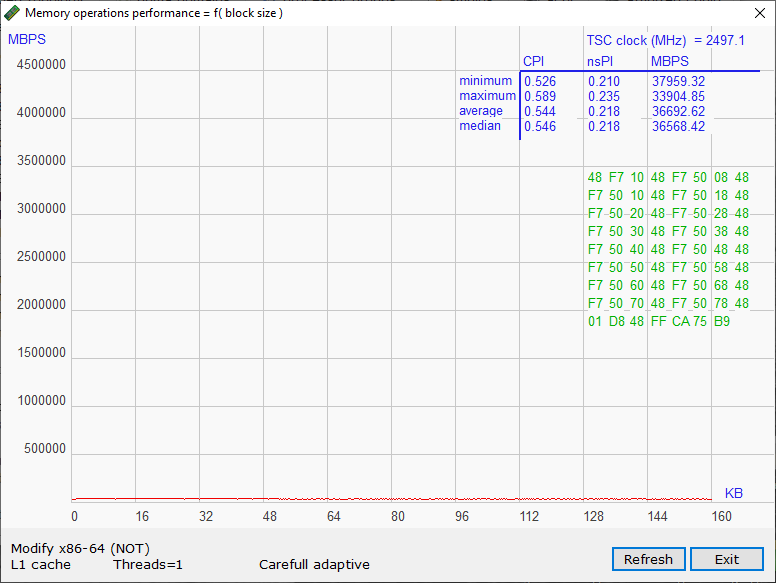 Memory operations performance = f( block size )
MBPS
TSC clock (MHz) = 2497.1
CPI nsPI MBPS
minimum 0.526 0.210 37959.32
maximum 0.589 0.235 33904.85
average 0.544 0.218 36692.62
median 0.546 0.218 36568.42
4500000
4000000
3500000
3000000
2500000
2000000
1500000
1000000
500000
48 F7 10 48 F7 50 08 48
F7 50 10 48 F7 50 18 48
F7 50 20 48 F7 50 28 48
F7 50 30 48 F7 50 38 48
F7 50 40 48 F7 50 48 48
F7 50 50 48 F7 50 58 48
F7 50 60 48 F7 50 68 48
F7 50 70 48 F7 50 78 48
01 D8 48 FF CA 75 B9
KB
0 16 32 48 64 80 96 112 128 144 160
Modify x86-64 (NOT)
L1 cache Threads=1 Carefull adaptive
Refresh Exit